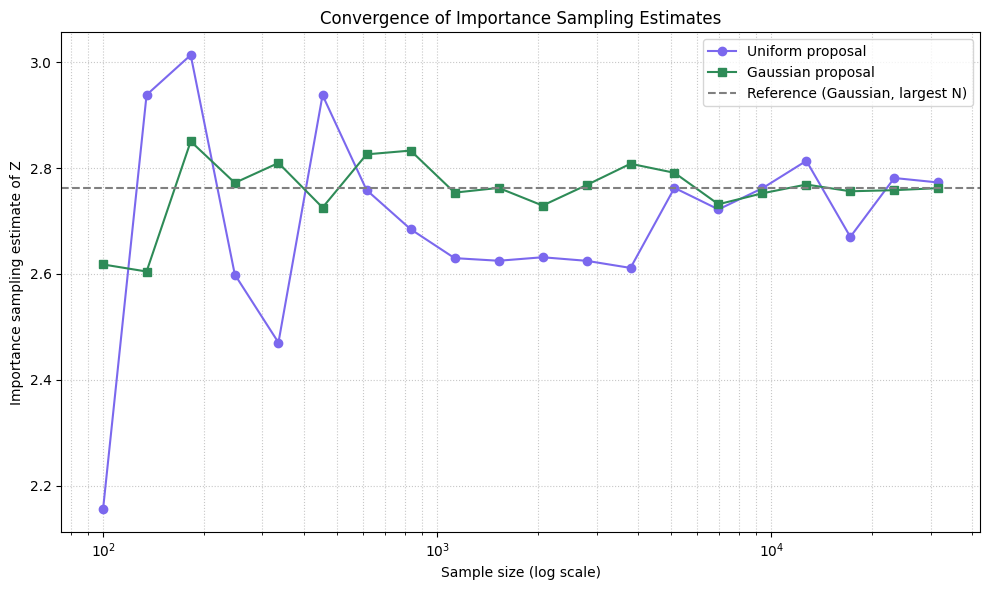 Convergence of Importance Sampling Estimates
Uniform proposal
Gaussian proposal
Reference (Gaussian, largest N)
Importance sampling estimate of Z
3.0
2.8
2.6
2.4
2.2
10²
10³
10⁴
Sample size (log scale)